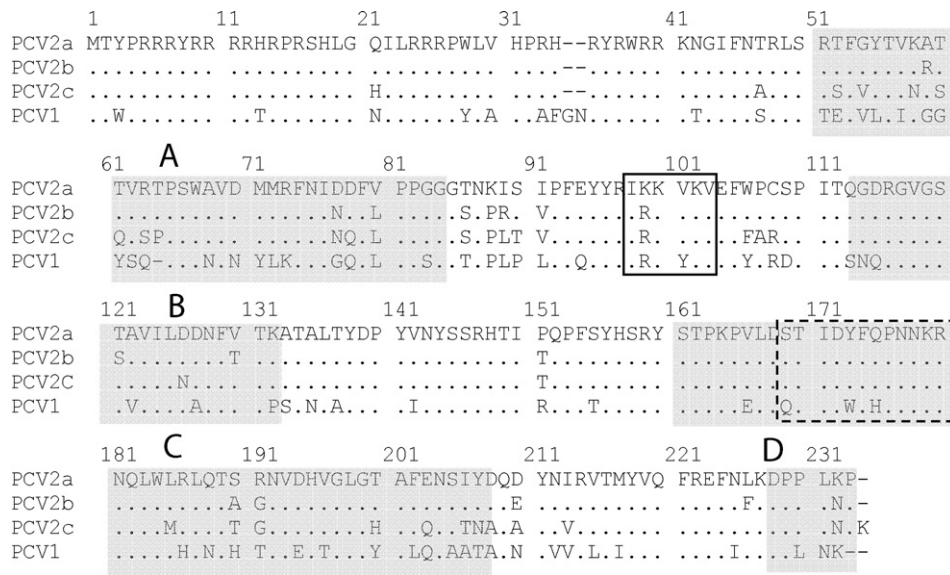 1 11 21 31 41 51
PCV2a MTYPRRRYRR RRHRPRSHLG QILRRRPWLV HPRH--RYRWRR KNGIFNTRLS RTFGYTVKAT
PCV2b .......... .......... .......... ....--...... .......... ........R.
PCV2c .......... .......... H......... ....--...... ......A... .S.V...N.S
PCV1 ..W....... ..T....... N......Y.A ..AFGN...... .T....S... TE.VL.I.GG
61 A 71 81 91 101 111
PCV2a TVRTPSWAVD MMRFNIDDFV PPGGGTNKIS IPFEYYRIKK VKVEFWPCSP ITQGDRGVGS
PCV2b .......... ......N..L .....S.PR. V.......R. .......... ..........
PCV2c Q.SP...... ......NQ.L .....S.PLT V.......R. .....FAR.. ..........
PCV1 YSQ-...N.N YLK...GQ.L ..S..T.PLP L..Q....R. Y....Y.RD. ..SNQ.....
121 B 131 141 151 161 171
PCV2a TAVILDDNFV TKATALTYDP YVNYSSRHTI PQPFSYHSRY STPKPVLDST IDYFQPNNKR
PCV2b S........T .......... .......... T......... .......... ..........
PCV2C .....N.... .......... .......... T......... .......... ..........
PCV1 .V....A... .PS.N.A... .I........ R...T..... .....E..Q. ..W.H.....
181 C 191 201 211 221 D 231
PCV2a NQLWLRLQTS RNVDHVGLGT AFENSIYDQD YNIRVTMYVQ FREFNLKDPP LKP-
PCV2b .........A G......... .........E .......... .....F.... .N.-
PCV2c ....M....T G........H ..Q..TNA.A ..V....... .......... .N.K
PCV1 .....H.N.H T..E.T...Y .LQ.AATA.N .VV.L.I... .....I...L NK--